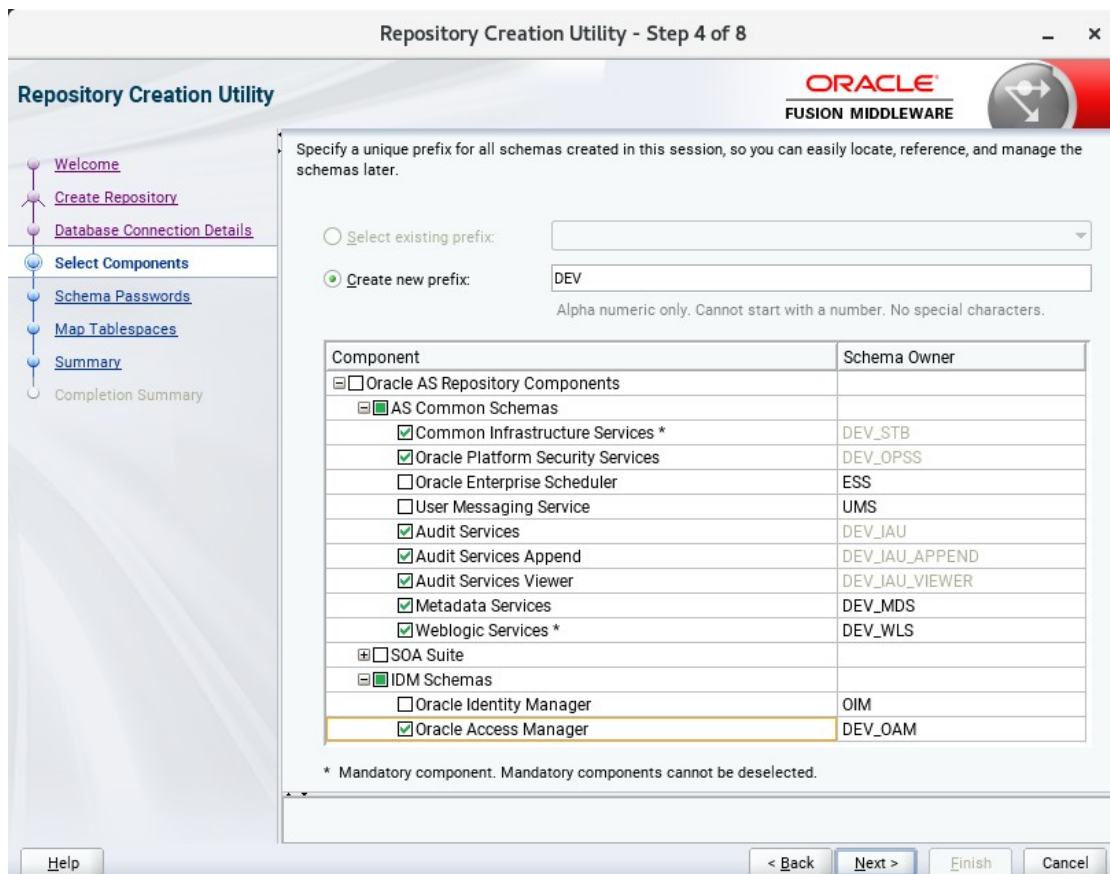 Repository Creation Utility - Step 4 of 8
Repository Creation Utility
ORACLE
FUSION MIDDLEWARE
Welcome
Create Repository
Database Connection Details
Select Components
Schema Passwords
Map Tablespaces
Summary
Completion Summary
Specify a unique prefix for all schemas created in this session, so you can easily locate, reference, and manage the
schemas later.
Select existing prefix:
Create new prefix: DEV
Alpha numeric only. Cannot start with a number. No special characters.
Component Schema Owner
Oracle AS Repository Components
AS Common Schemas
Common Infrastructure Services * DEV_STB
Oracle Platform Security Services DEV_OPSS
Oracle Enterprise Scheduler ESS
User Messaging Service UMS
Audit Services DEV_IAU
Audit Services Append DEV_IAU_APPEND
Audit Services Viewer DEV_IAU_VIEWER
Metadata Services DEV_MDS
Weblogic Services * DEV_WLS
SOA Suite
IDM Schemas
Oracle Identity Manager OIM
Oracle Access Manager DEV_OAM
* Mandatory component. Mandatory components cannot be deselected.
Help < Back Next > Finish Cancel